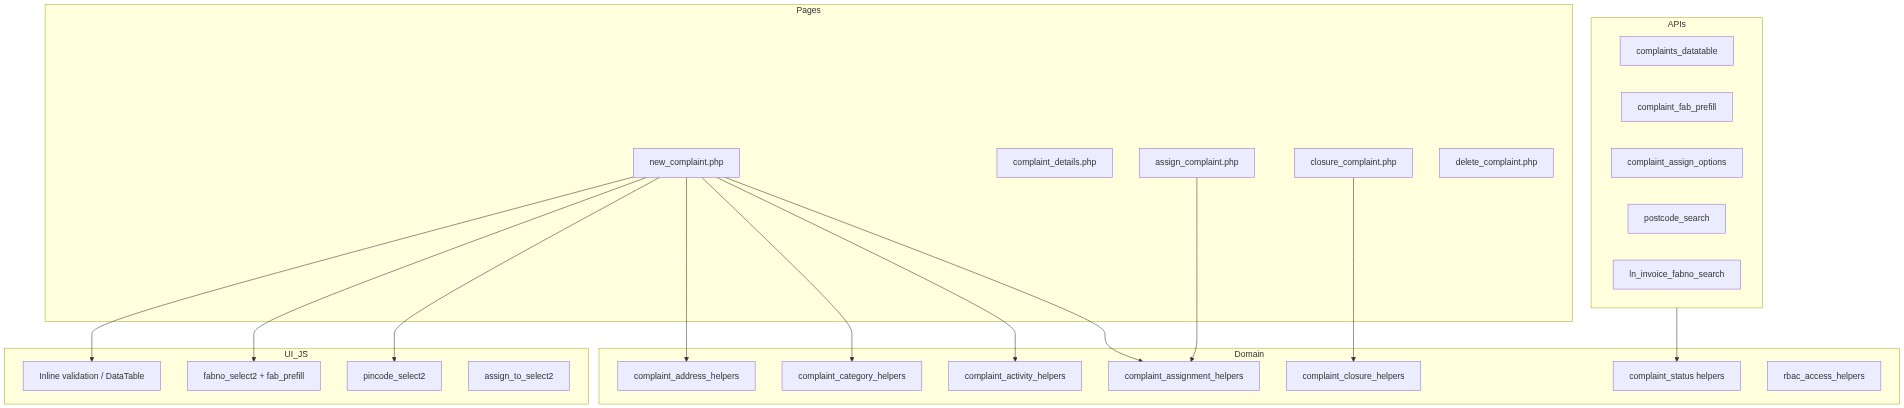 Pages
new_complaint.php
complaint_details.php
assign_complaint.php
closure_complaint.php
delete_complaint.php
APIs
complaints_datatable
complaint_fab_prefill
complaint_assign_options
postcode_search
ln_invoice_fabno_search
UI_JS
Inline validation / DataTable
fabno_select2 + fab_prefill
pincode_select2
assign_to_select2
Domain
complaint_address_helpers
complaint_category_helpers
complaint_activity_helpers
complaint_assignment_helpers
complaint_closure_helpers
complaint_status helpers
rbac_access_helpers